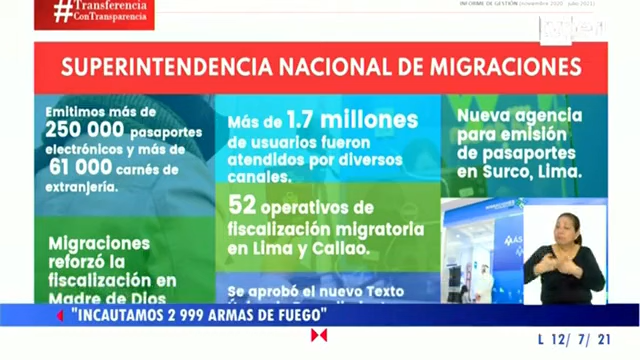 #Transferencia
ConTransparencia
INFORME DE GESTIÓN (noviembre 2020 - julio 2021)
SUPERINTENDENCIA NACIONAL DE MIGRACIONES
Emitimos más de
250 000 pasaportes
electrónicos y más de
61 000 carnés de
extranjería.
Más de 1.7 millones
de usuarios fueron
atendidos por diversos
canales.
Nueva agencia
para emisión
de pasaportes
en Surco, Lima.
52 operativos de
fiscalización migratoria
en Lima y Callao.
Migraciones
reforzó la
fiscalización en
Madre de Dios
Se aprobó el nuevo Texto
"INCAUTAMOS 2 999 ARMAS DE FUEGO"
L 12/ 7/ 21